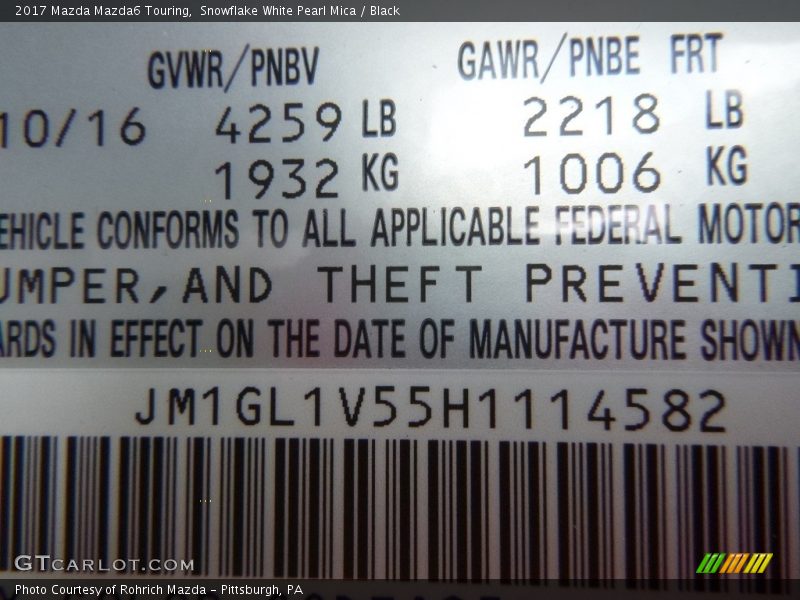 2017 Mazda Mazda6 Touring, Snowflake White Pearl Mica / Black
GVWR/PNBV GAWR/PNBE FRT
10/16 4259 LB 2218 LB
1932 KG 1006 KG
EHICLE CONFORMS TO ALL APPLICABLE FEDERAL MOTOR
UMPER,AND THEFT PREVENTI
ARDS IN EFFECT ON THE DATE OF MANUFACTURE SHOWN
JM1GL1V55H1114582
GTCARLOT.COM
Photo Courtesy of Rohrich Mazda - Pittsburgh, PA